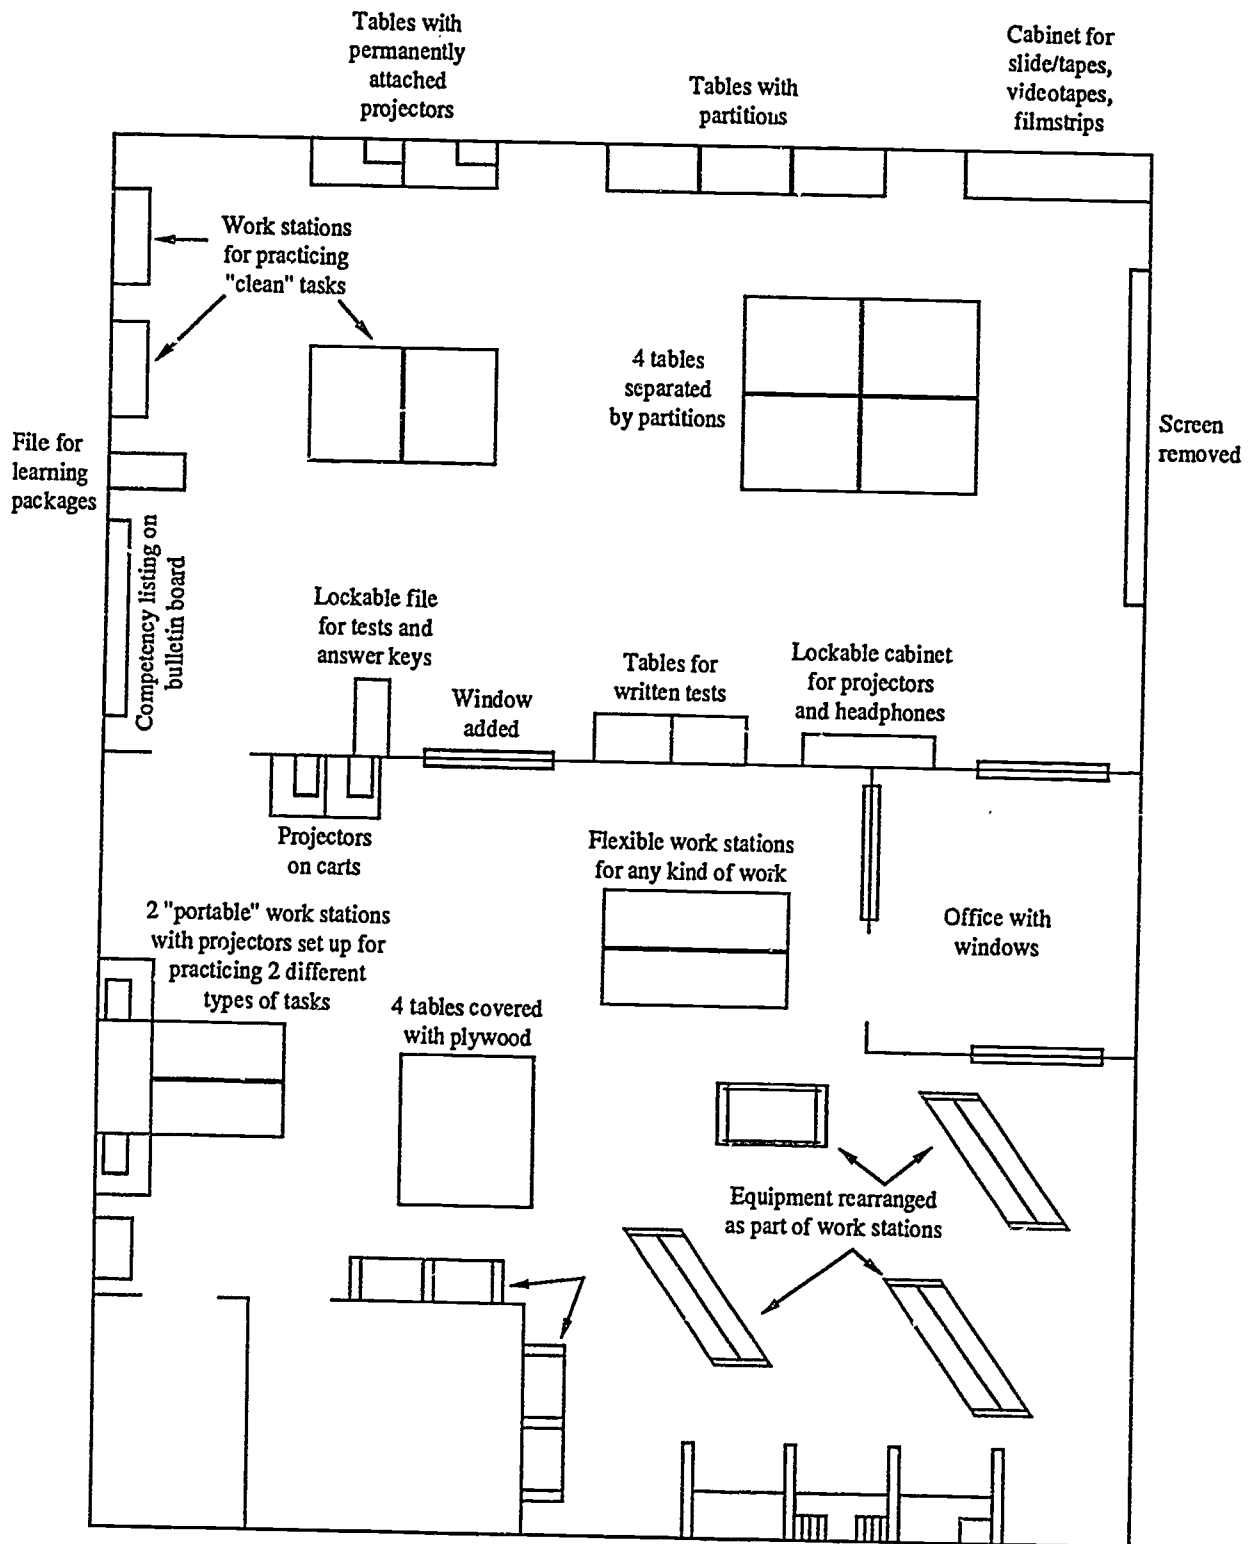 Tables with
permanently
attached
projectors
Tables with
partitions
Cabinet for
slide/tapes,
videotapes,
filmstrips
Work stations
for practicing
"clean" tasks
4 tables
separated
by partitions
Screen
removed
File for
learning
packages
Competency listing on
bulletin board
Lockable file
for tests and
answer keys
Window
added
Tables for
written tests
Lockable cabinet
for projectors
and headphones
Projectors
on carts
Flexible work stations
for any kind of work
Office with
windows
2 "portable" work stations
with projectors set up for
practicing 2 different
types of tasks
4 tables covered
with plywood
Equipment rearranged
as part of work stations